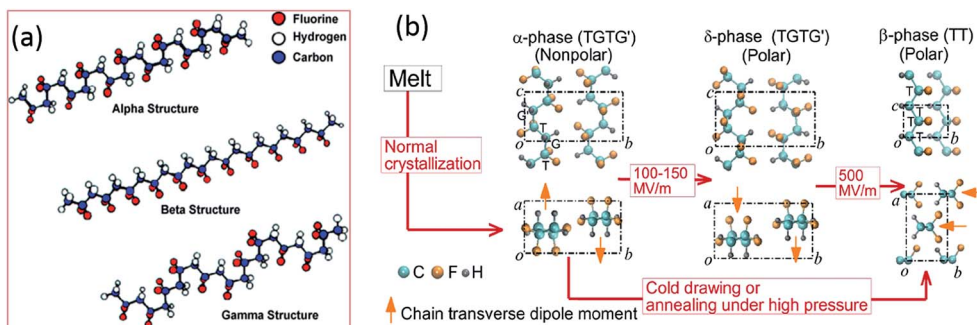 (a)
Fluorine
Hydrogen
Carbon
Alpha Structure
Beta Structure
Gamma Structure
(b)
α-phase (TGTG')
(Nonpolar)
δ-phase (TGTG')
(Polar)
β-phase (TT)
(Polar)
Melt
Normal
crystallization
c
G
T
G
T
o
b
100-150
MV/m
c
o
b
500
MV/m
c
T
T
T
T
o
b
a
o
b
a
o
b
a
o
b
C F H
Chain transverse dipole moment
Cold drawing or
annealing under high pressure